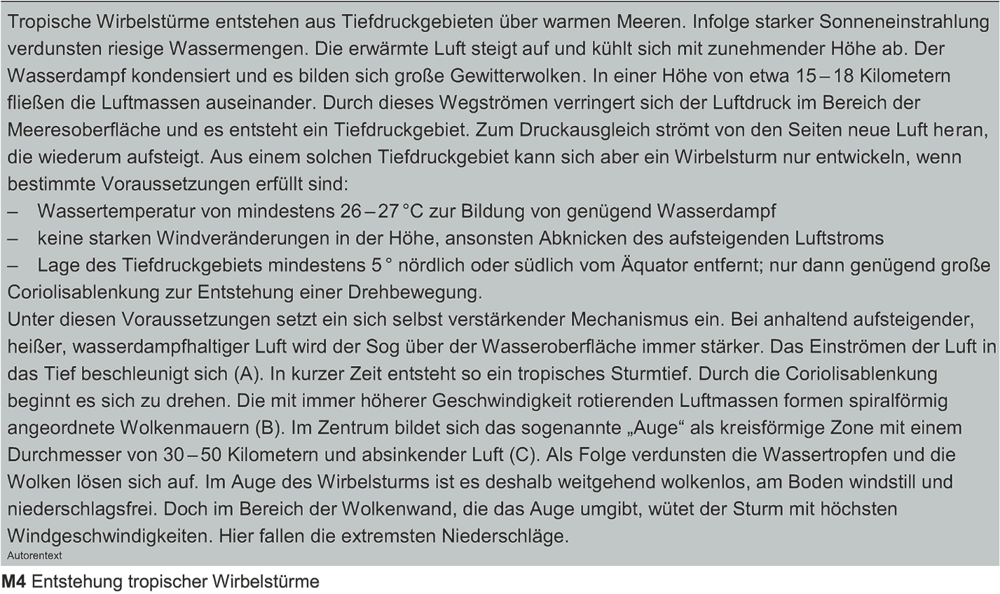 Tropische Wirbelstürme entstehen aus Tiefdruckgebieten über warmen Meeren. Infolge starker Sonneneinstrahlung
verdunsten riesige Wassermengen. Die erwärmte Luft steigt auf und kühlt sich mit zunehmender Höhe ab. Der
Wasserdampf kondensiert und es bilden sich große Gewitterwolken. In einer Höhe von etwa 15–18 Kilometern
fließen die Luftmassen auseinander. Durch dieses Wegströmen verringert sich der Luftdruck im Bereich der
Meeresoberfläche und es entsteht ein Tiefdruckgebiet. Zum Druckausgleich strömt von den Seiten neue Luft heran,
die wiederum aufsteigt. Aus einem solchen Tiefdruckgebiet kann sich aber ein Wirbelsturm nur entwickeln, wenn
bestimmte Voraussetzungen erfüllt sind:
– Wassertemperatur von mindestens 26–27 °C zur Bildung von genügend Wasserdampf
– keine starken Windveränderungen in der Höhe, ansonsten Abknicken des aufsteigenden Luftstroms
– Lage des Tiefdruckgebiets mindestens 5° nördlich oder südlich vom Äquator entfernt; nur dann genügend große
Coriolisablenkung zur Entstehung einer Drehbewegung.
Unter diesen Voraussetzungen setzt ein sich selbst verstärkender Mechanismus ein. Bei anhaltend aufsteigender,
heißer, wasserdampfhaltiger Luft wird der Sog über der Wasseroberfläche immer stärker. Das Einströmen der Luft in
das Tief beschleunigt sich (A). In kurzer Zeit entsteht so ein tropisches Sturmtief. Durch die Coriolisablenkung
beginnt es sich zu drehen. Die mit immer höherer Geschwindigkeit rotierenden Luftmassen formen spiralförmig
angeordnete Wolkenmauern (B). Im Zentrum bildet sich das sogenannte „Auge“ als kreisförmige Zone mit einem
Durchmesser von 30–50 Kilometern und absinkender Luft (C). Als Folge verdunsten die Wassertropfen und die
Wolken lösen sich auf. Im Auge des Wirbelsturms ist es deshalb weitgehend wolkenlos, am Boden windstill und
niederschlagsfrei. Doch im Bereich der Wolkenwand, die das Auge umgibt, wütet der Sturm mit höchsten
Windgeschwindigkeiten. Hier fallen die extremsten Niederschläge.
Autorentext
M4 Entstehung tropischer Wirbelstürme